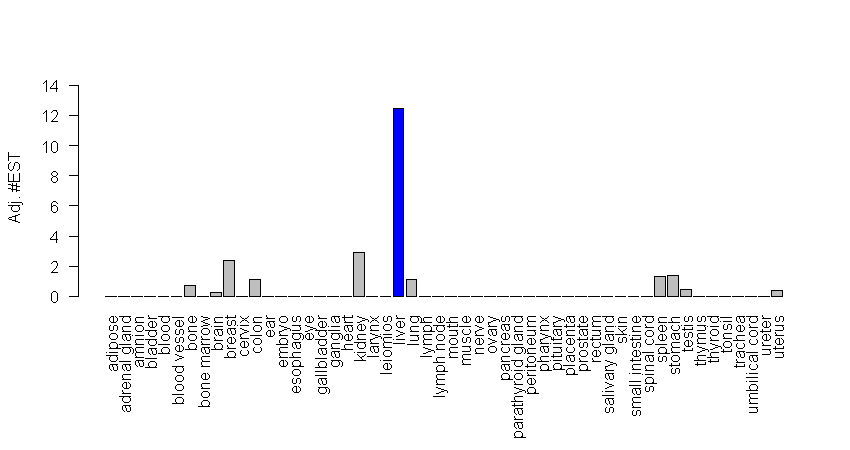 Adj. #EST
14
12
10
8
6
4
2
0
adipose
adrenal gland
amnion
bladder
blood
blood vessel
bone
bone marrow
brain
breast
cervix
colon
ear
embryo
esophagus
eye
gallbladder
ganglia
heart
kidney
larynx
leiomios
liver
lung
lymph
lymph node
mouth
muscle
nerve
ovary
pancreas
parathyroid gland
peritoneum
pharynx
pituitary
placenta
prostate
rectum
salivary gland
skin
small intestine
spinal cord
spleen
stomach
testis
thymus
thyroid
tonsil
trachea
umbilical cord
ureter
uterus